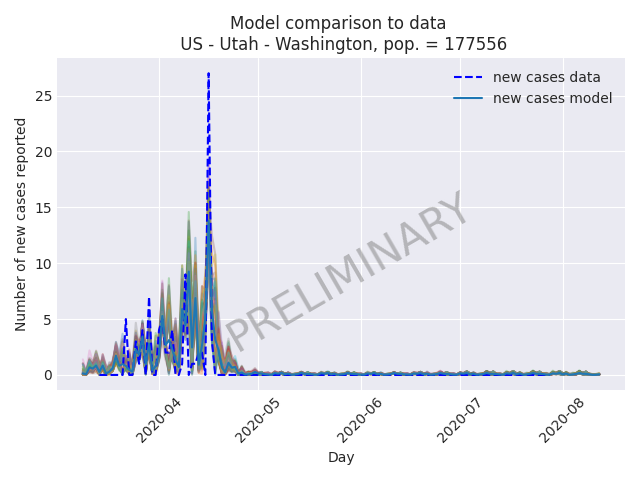 Model comparison to data
US - Utah - Washington, pop. = 177556
new cases data
new cases model
Number of new cases reported
25
20
15
10
5
0
PRELIMINARY
2020-04
2020-05
2020-06
2020-07
2020-08
Day